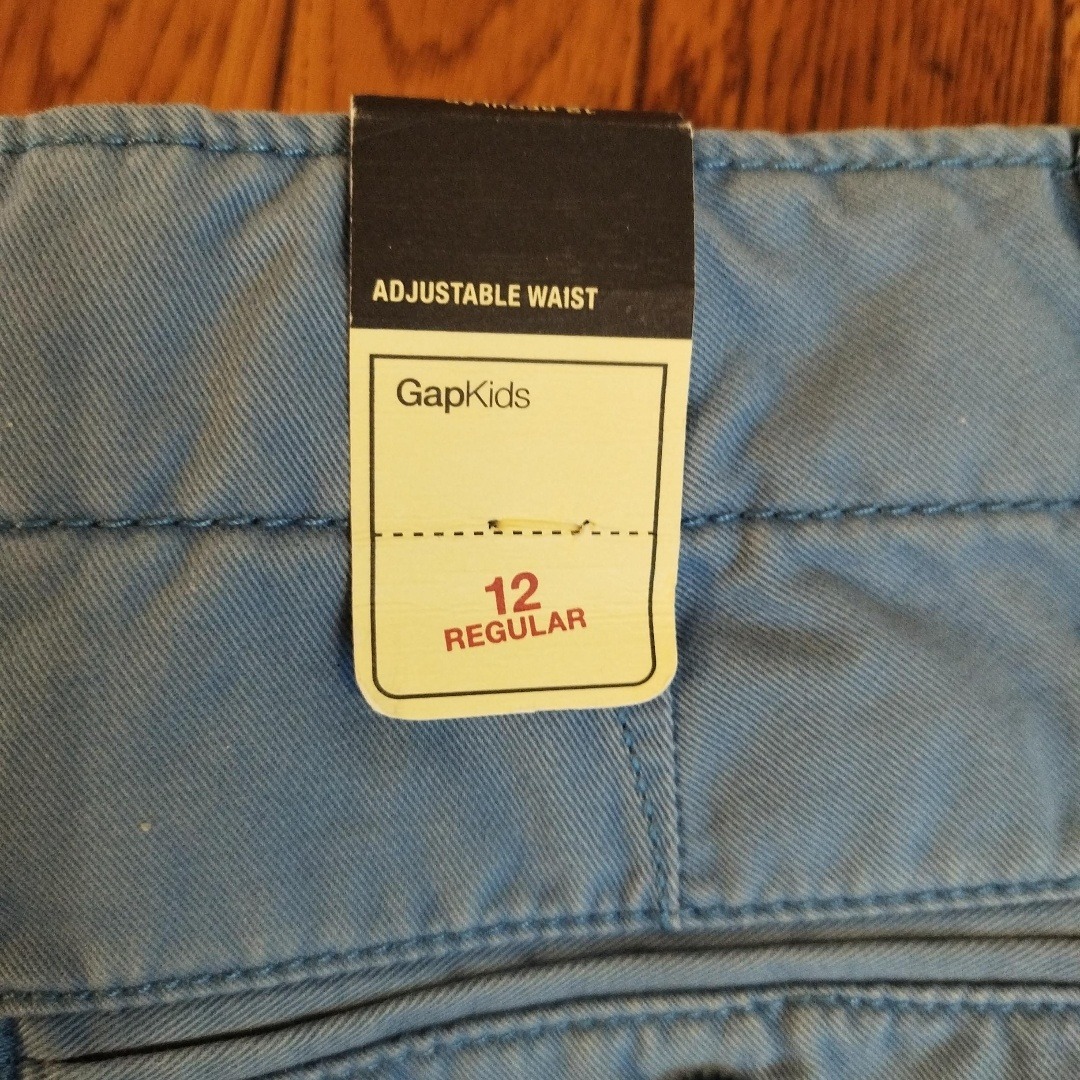 ADJUSTABLE WAIST
GapKids
12
REGULAR